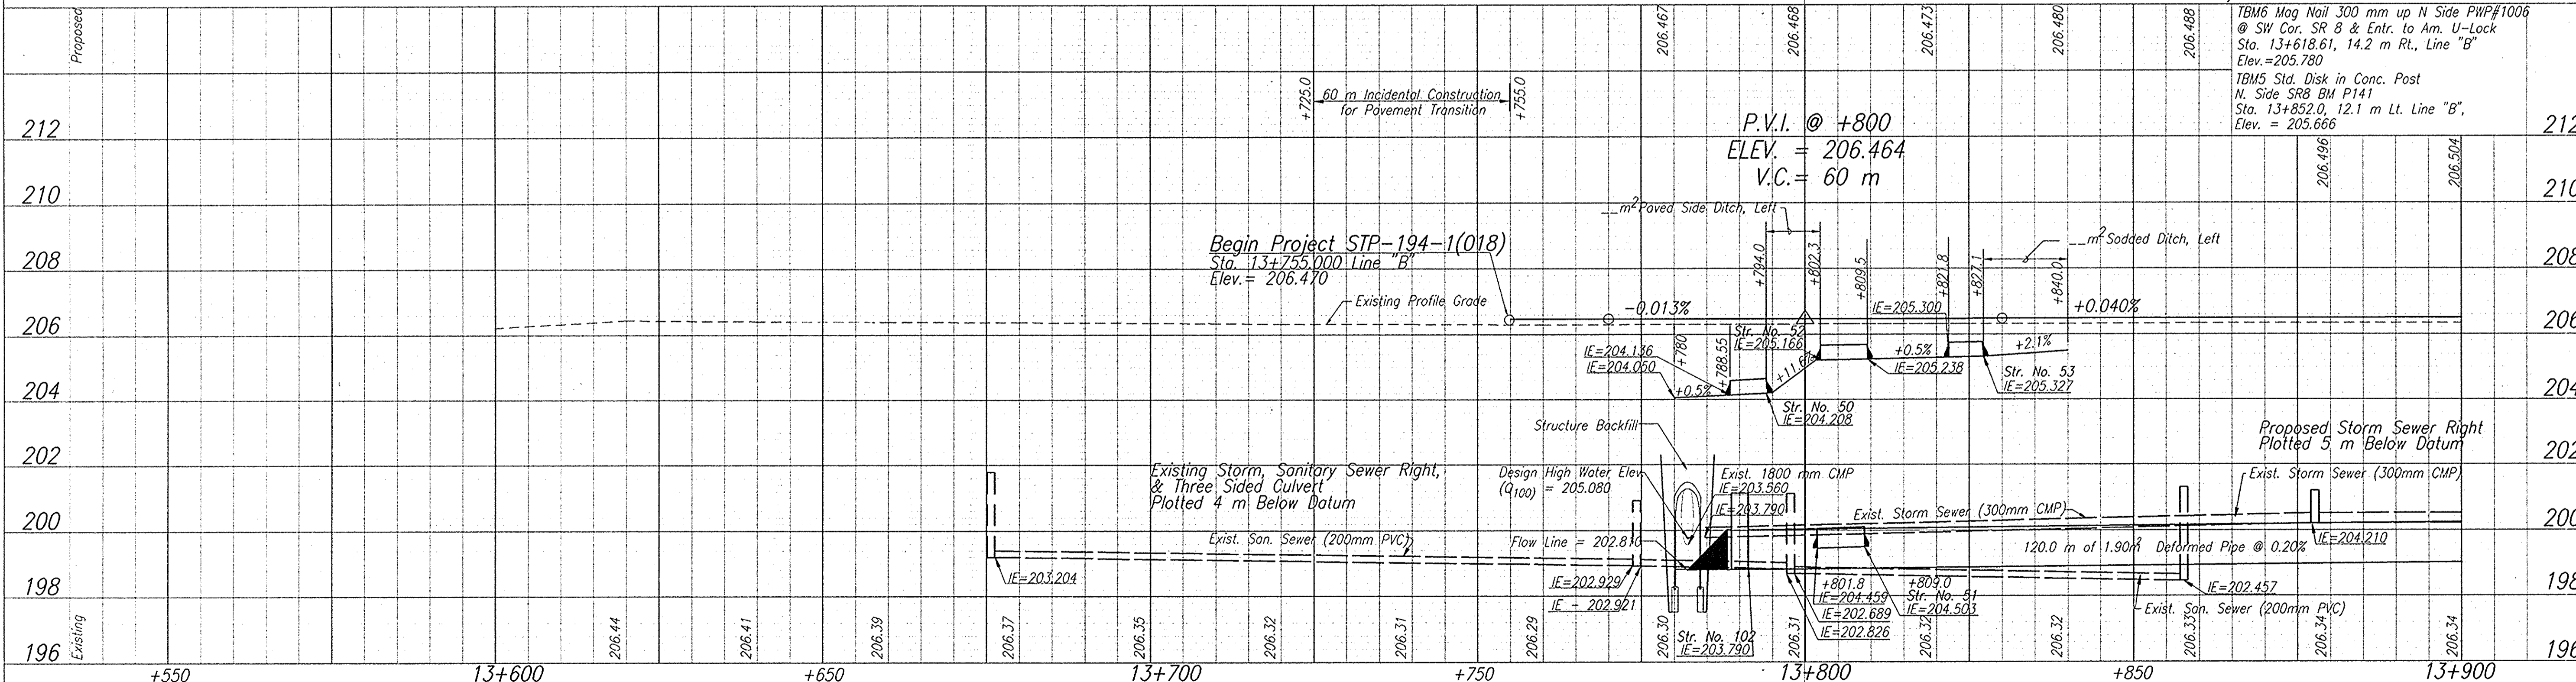 Proposed
206.467
206.468
206.473
206.480
206.488
TBM6 Mag Nail 300 mm up N Side PWP#1006
@ SW Cor. SR 8 & Entr. to Am. U-Lock
Sta. 13+618.61, 14.2 m Rt., Line "B"
Elev.=205.780
TBM5 Std. Disk in Conc. Post
N. Side SR8 BM P141
Sta. 13+852.0, 12.1 m Lt. Line "B",
Elev. = 205.666
+725.0
60 m Incidental Construction
for Pavement Transition
+755.0
P.V.I. @ +800
ELEV. = 206.464
V.C.= 60 m
212
212
206.496
206.504
210
210
__m² Paved Side Ditch, Left
Begin Project STP-194-1(018)
Sta. 13+755.000 Line "B"
Elev.= 206.470
+794.0
+802.3
+809.5
+821.8
+827.1
+840.0
__m² Sodded Ditch, Left
208
208
Existing Profile Grade
-0.013%
IE=205.300
+0.040%
206
206
Str. No. 52
IE=205.166
IE=204.136
IE=204.050
+780
+788.55
+0.5%
+0.5%
IE=205.238
+2.1%
Str. No. 53
IE=205.327
204
204
Str. No. 50
IE=204.208
Structure Backfill
Proposed Storm Sewer Right
Plotted 5 m Below Datum
202
202
Existing Storm, Sanitary Sewer Right,
& Three Sided Culvert
Plotted 4 m Below Datum
Design High Water Elev.
(Q100) = 205.080
Exist. 1800 mm CMP
IE=203.560
IE=203.790
Exist. Storm Sewer (300mm CMP)
Exist. Storm Sewer (300mm CMP)
200
200
Exist. San. Sewer (200mm PVC)
Flow Line = 202.810
120.0 m of 1.90m² Deformed Pipe @ 0.20%
IE=204.210
IE=203.204
IE=202.929
IE - 202.921
+801.8
IE=204.459
IE=202.689
IE=202.826
+809.0
Str. No. 51
IE=204.503
IE=202.457
Exist. San. Sewer (200mm PVC)
198
198
Existing
206.44
206.41
206.39
206.37
206.35
206.32
206.31
206.29
206.30
Str. No. 102
IE=203.790
206.31
206.32
206.32
206.33
206.34
206.34
196
196
+550
13+600
+650
13+700
+750
13+800
+850
13+900